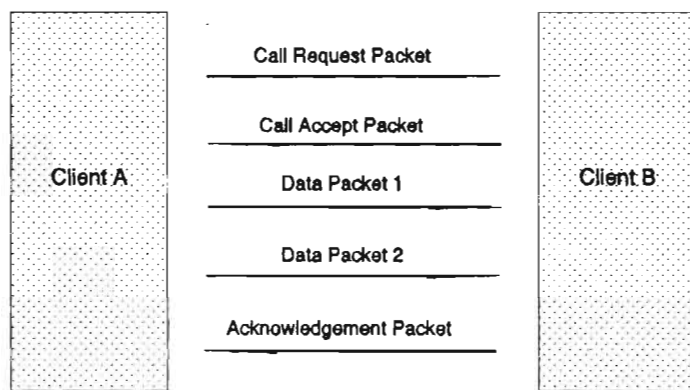 Call Request Packet
Call Accept Packet
Client A
Data Packet 1
Client B
Data Packet 2
Acknowledgement Packet